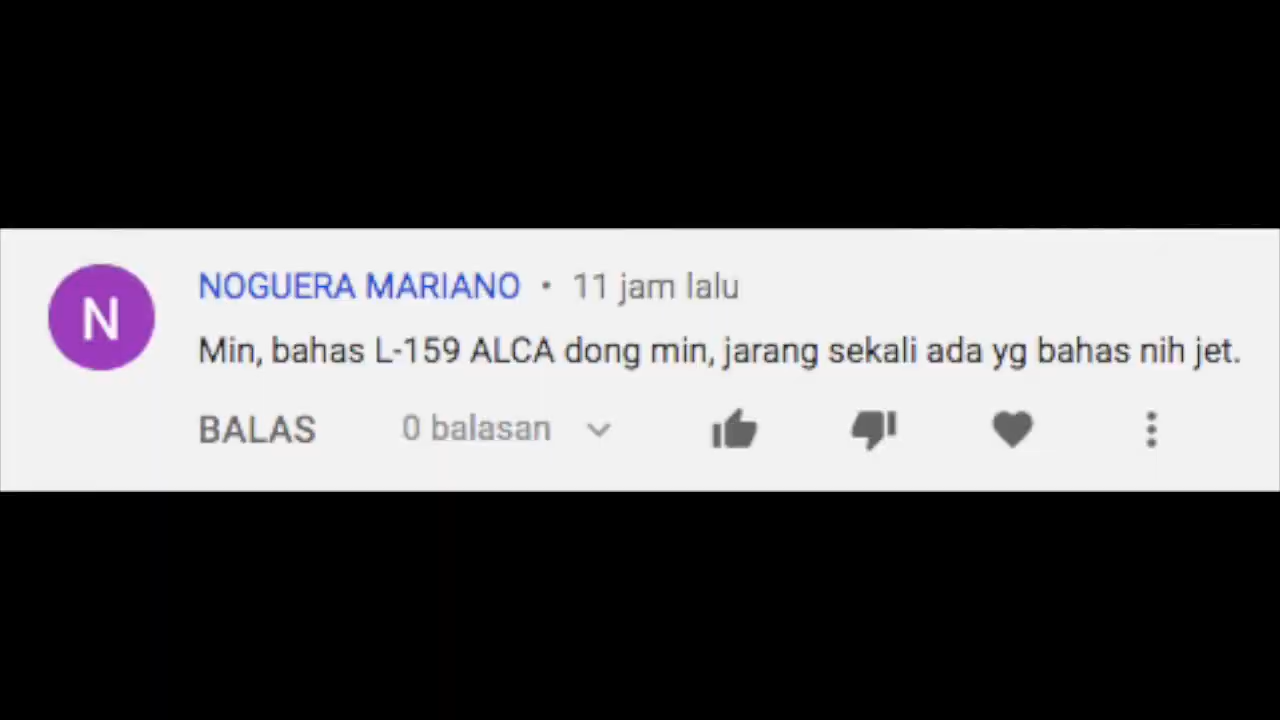 N
NOGUERA MARIANO • 11 jam lalu
Min, bahas L-159 ALCA dong min, jarang sekali ada yg bahas nih jet.
BALAS 0 balasan